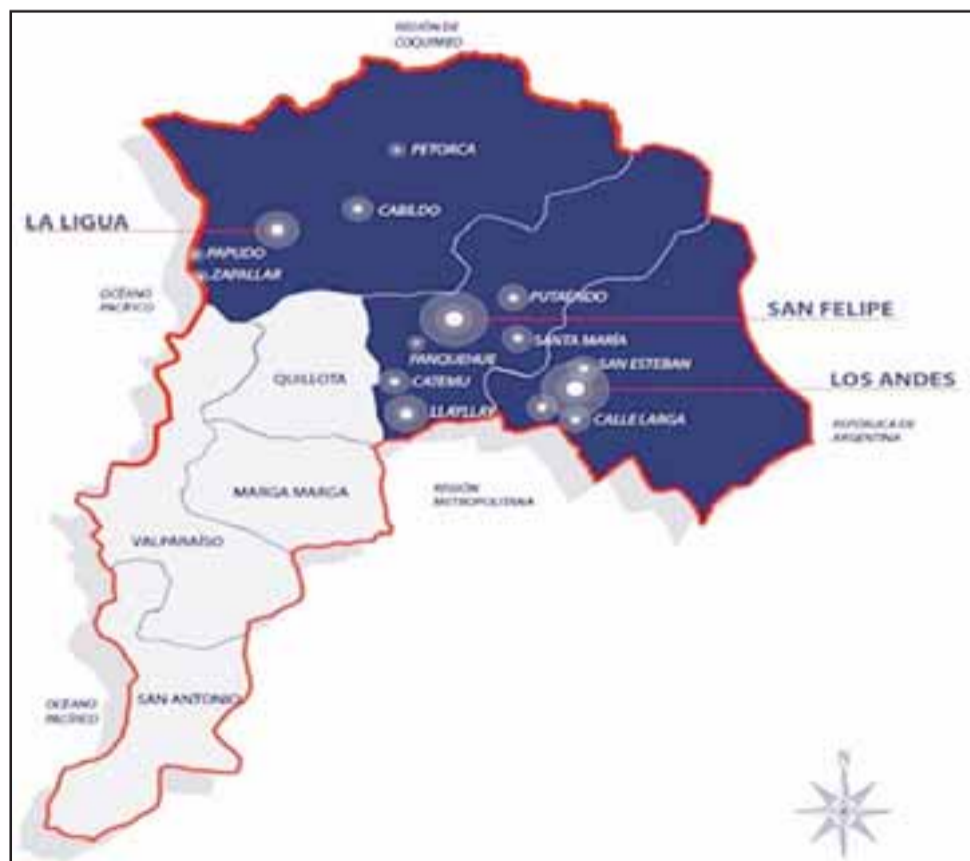 REGIÓN DE
COQUIMBO
PETORCA
CABILDO
LA LIGUA
PAPUDO
ZAPALLAR
OCÉANO
PACÍFICO
PUTAENDO
SAN FELIPE
SANTA MARÍA
PANQUEHUE
SAN ESTEBAN
QUILLOTA
CATEMU
LOS ANDES
LLAYLLAY
CALLE LARGA
REPÚBLICA DE
ARGENTINA
MARGA MARGA
REGIÓN
METROPOLITANA
VALPARAÍSO
SAN ANTONIO
OCÉANO
PACÍFICO
N